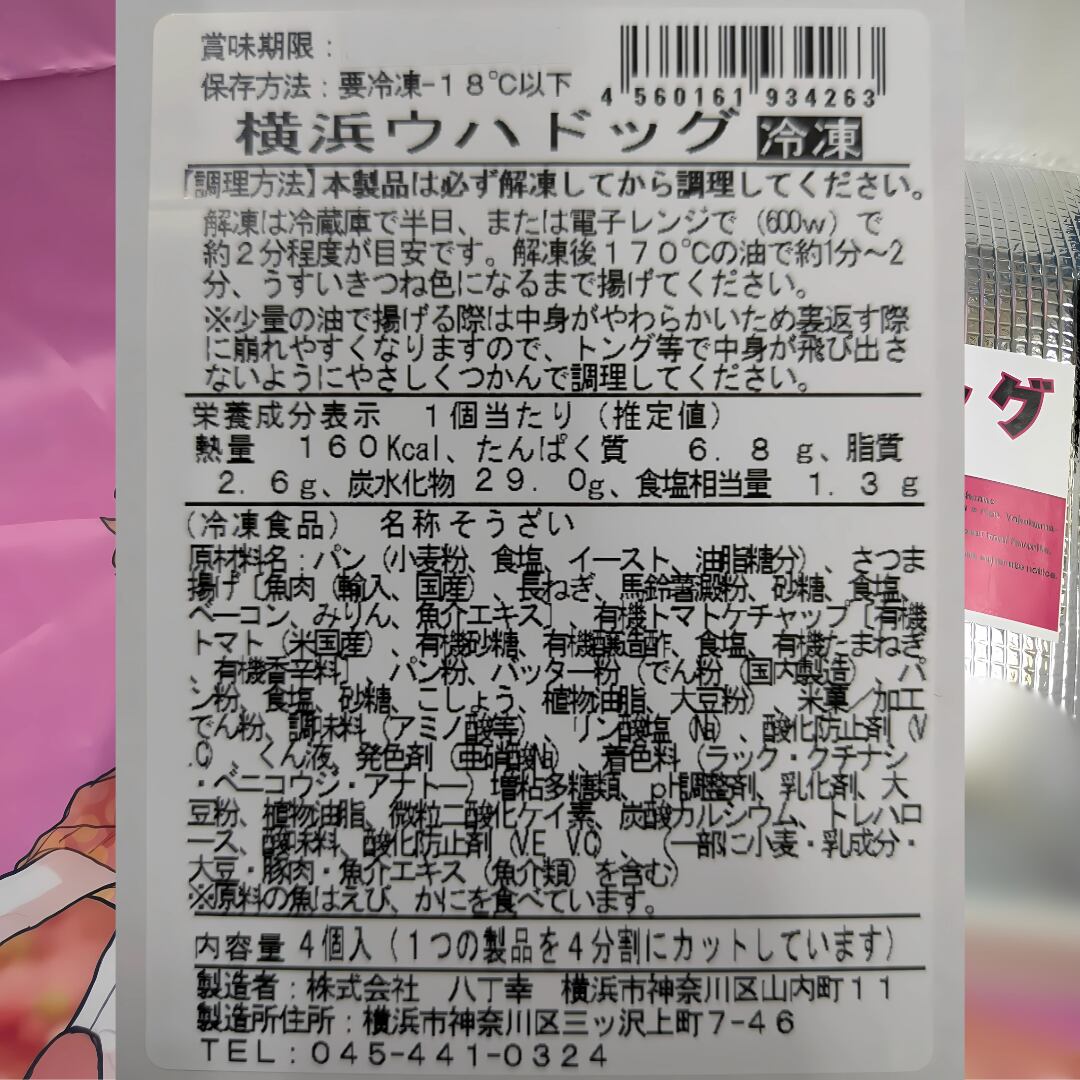 賞味期限：
保存方法：要冷凍-18℃以下
4 560161 934263
横浜ウハドッグ 冷凍
【調理方法】本製品は必ず解凍してから調理してください。
解凍は冷蔵庫で半日、または電子レンジで（600w）で
約2分程度が目安です。解凍後170℃の油で約1分～2
分、うすいきつね色になるまで揚げてください。
※少量の油で揚げる際は中身がやわらかいため裏返す際
に崩れやすくなりますので、トング等で中身が飛び出さ
ないようにやさしくつかんで調理してください。
栄養成分表示　1個当たり（推定値）
熱量　160Kcal、たんぱく質　6.8g、脂質
2.6g、炭水化物 29.0g、食塩相当量　1.3g
（冷凍食品）　名称そうざい
原材料名：パン（小麦粉、食塩、イースト、油脂糖分）、さつま
揚げ［魚肉（輸入、国産）、長ねぎ、馬鈴薯澱粉、砂糖、食塩、
ベーコン、みりん、魚介エキス］、有機トマトケチャップ［有機
トマト（米国産）、有機砂糖、有機醸造酢、食塩、有機たまねぎ
、有機香辛料］、パン粉、バッター粉（でん粉（国内製造）、パ
ン粉、食塩、砂糖、こしょう、植物油脂、大豆粉）、米菓／加工
でん粉、調味料（アミノ酸等）、リン酸塩（Na）、酸化防止剤（V
.C）、くん液、発色剤（亜硝酸Na）、着色料（ラック・クチナシ
・ベニコウジ・アナトー）増粘多糖類、pH調整剤、乳化剤、大
豆粉、植物油脂、微粒二酸化ケイ素、炭酸カルシウム、トレハロ
ース、酸味料、酸化防止剤（V.E、V.C）、（一部に小麦・乳成分・
大豆・豚肉・魚介エキス（魚介類）を含む）
※原料の魚はえび、かにを食べています。
内容量 4個入（1つの製品を4分割にカットしています）
製造者：株式会社　八丁幸　横浜市神奈川区山内町11
製造所住所：横浜市神奈川区三ッ沢上町7-46
TEL：045-441-0324
グ